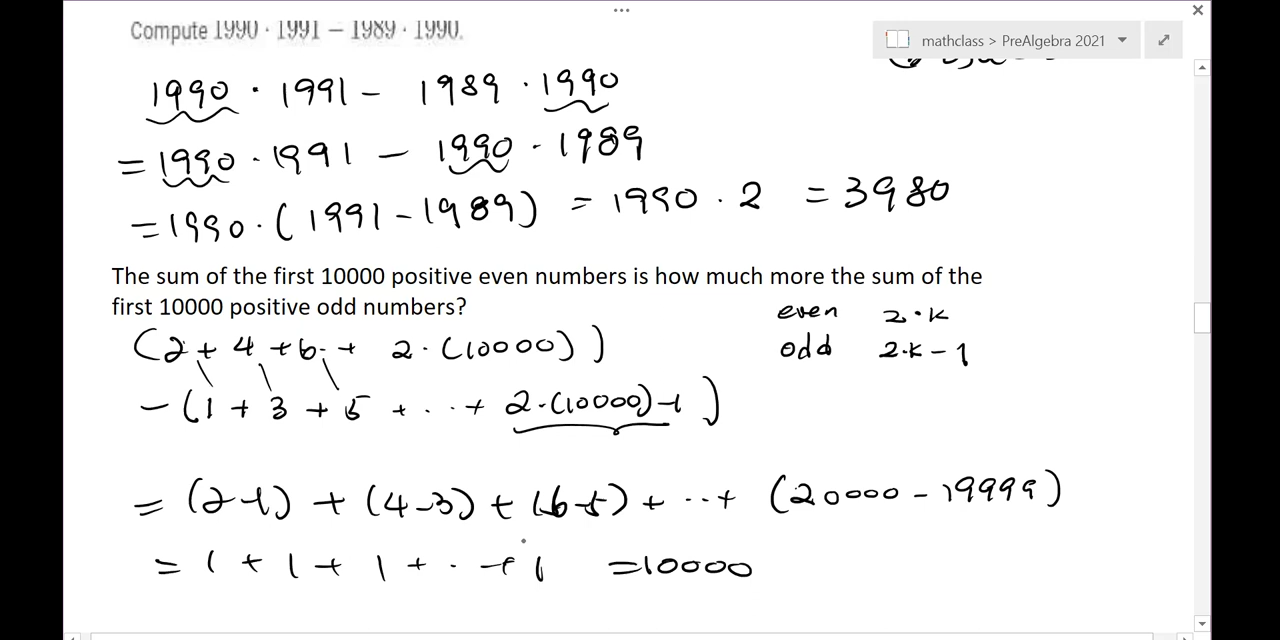 Compute 1990 · 1991 − 1989 · 1990.
mathclass > PreAlgebra 2021
1990 · 1991 − 1989 · 1990
= 1990 · 1991 − 1990 · 1989
= 1990 · (1991 − 1989) = 1990 · 2 = 3980
The sum of the first 10000 positive even numbers is how much more the sum of the
first 10000 positive odd numbers?
even 2·k
odd 2·k − 1
(2 + 4 + 6 + 2·(10000))
− (1 + 3 + 5 + ... + 2·(10000)−1)
= (2−1) + (4−3) + (6−5) + ... + (20000 − 19999)
= 1 + 1 + 1 + ... + 1 = 10000